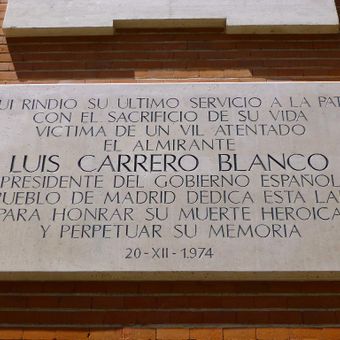 UI RINDIO SU ULTIMO SERVICIO A LA PAT
CON EL SACRIFICIO DE SU VIDA
VICTIMA DE UN VIL ATENTADO
EL ALMIRANTE
LUIS CARRERO BLANCO
PRESIDENTE DEL GOBIERNO ESPAÑOL
UEBLO DE MADRID DEDICA ESTA LA
PARA HONRAR SU MUERTE HEROICA
Y PERPETUAR SU MEMORIA
20-XII-1.974